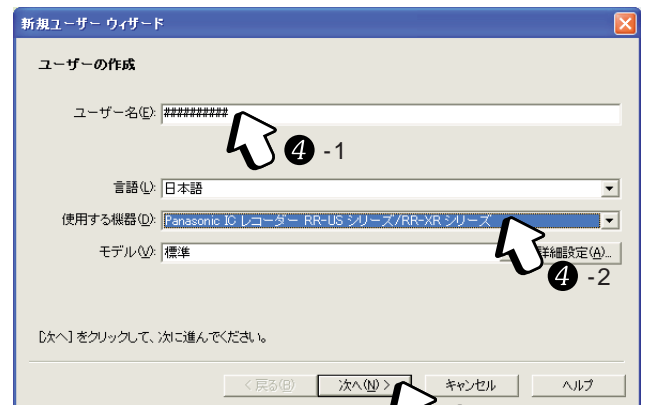 新規ユーザー ウィザード
ユーザーの作成
ユーザー名(E): ##########
❹ -1
言語(L): 日本語
使用する機器(D): Panasonic IC レコーダー RR-US シリーズ/RR-XR シリーズ
モデル(V): 標準
詳細設定(A)...
❹ -2
[次へ] をクリックして、次に進んでください。
< 戻る(B) 次へ(N) > キャンセル ヘルプ